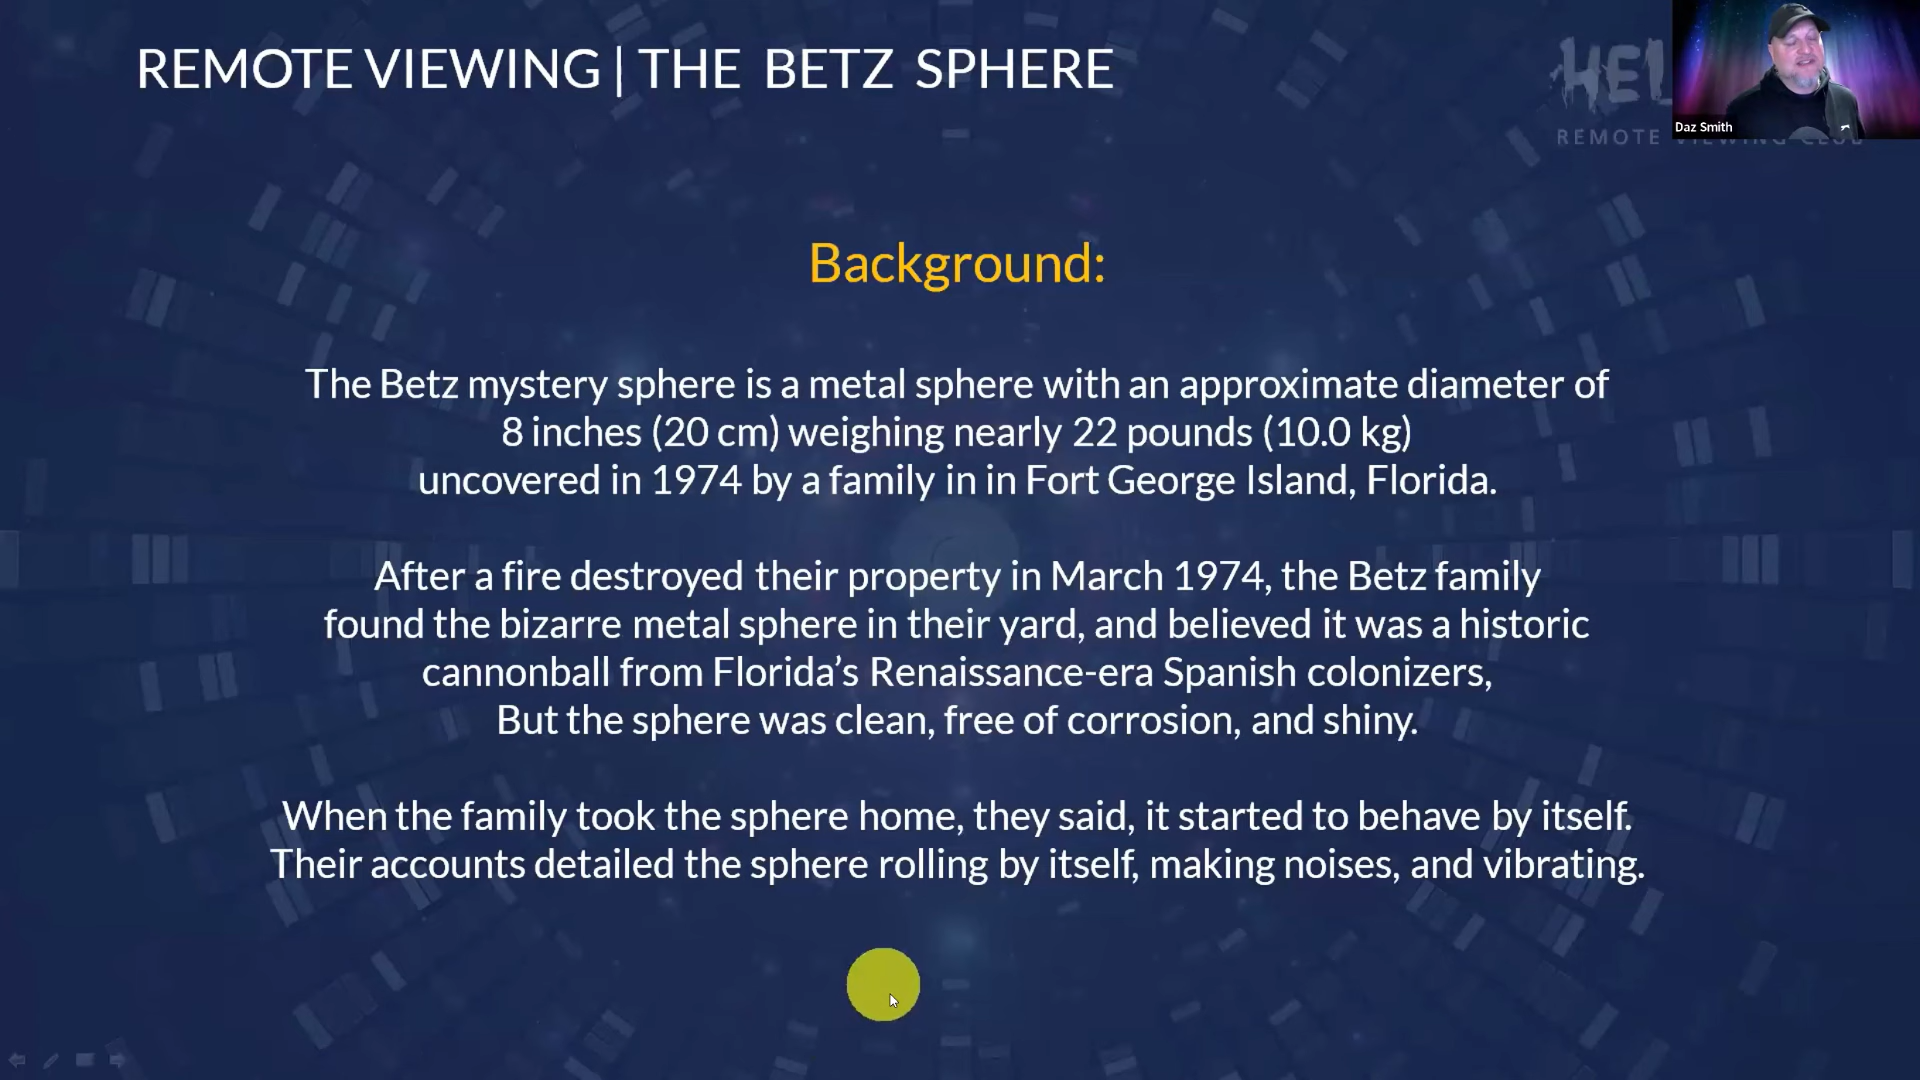 REMOTE VIEWING | THE BETZ SPHERE
HEL
REMOTE VIEWING CLUB
Daz Smith
Background:
The Betz mystery sphere is a metal sphere with an approximate diameter of
8 inches (20 cm) weighing nearly 22 pounds (10.0 kg)
uncovered in 1974 by a family in in Fort George Island, Florida.
After a fire destroyed their property in March 1974, the Betz family
found the bizarre metal sphere in their yard, and believed it was a historic
cannonball from Florida’s Renaissance-era Spanish colonizers,
But the sphere was clean, free of corrosion, and shiny.
When the family took the sphere home, they said, it started to behave by itself.
Their accounts detailed the sphere rolling by itself, making noises, and vibrating.